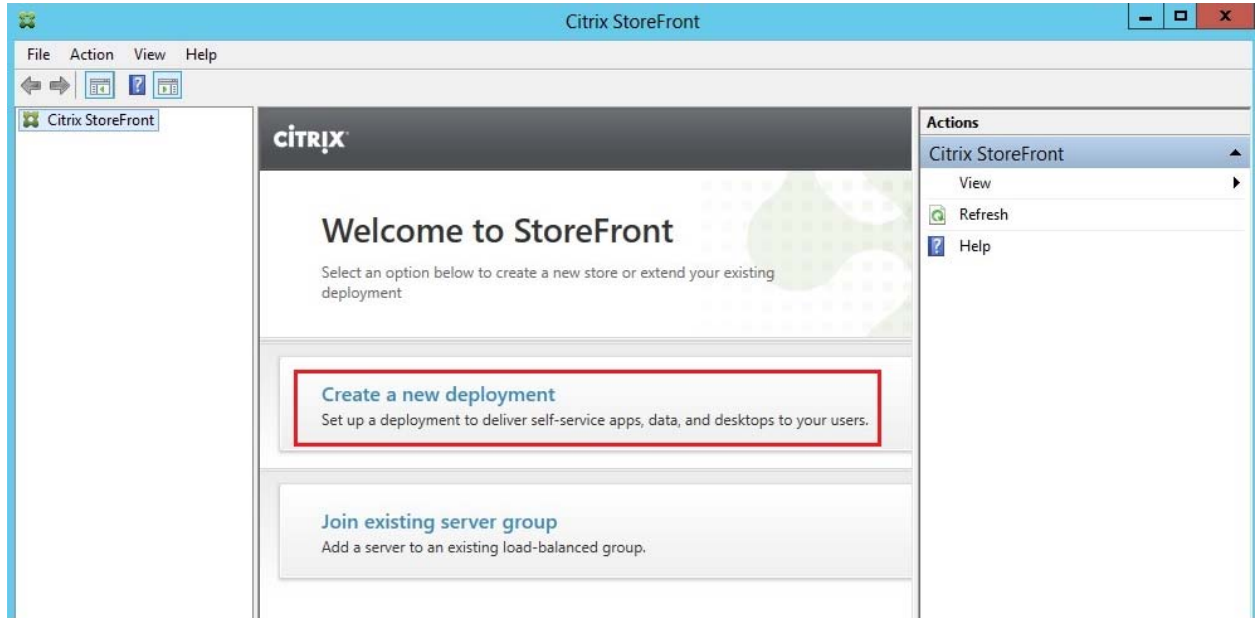 Citrix StoreFront
File Action View Help
Citrix StoreFront
CİTRIX
Welcome to StoreFront
Select an option below to create a new store or extend your existing
deployment
Create a new deployment
Set up a deployment to deliver self-service apps, data, and desktops to your users.
Join existing server group
Add a server to an existing load-balanced group.
Actions
Citrix StoreFront
View
Refresh
Help